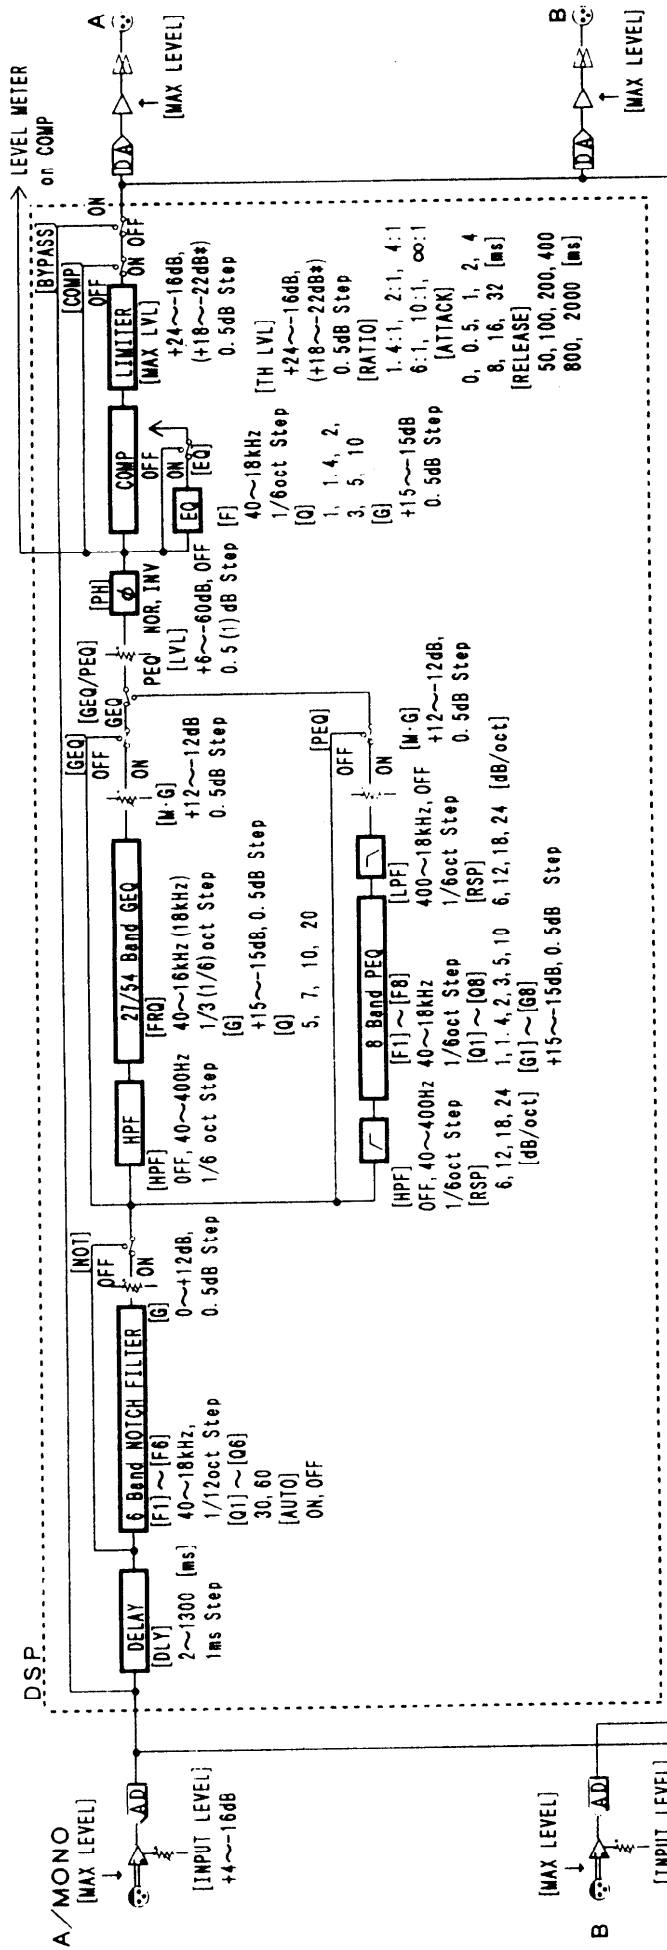 DSP
A/MONO
[MAX LEVEL]
AD
[INPUT LEVEL]
+4~-16dB
DELAY
[DLY]
2~1300 [ms]
1ms Step
6 Band NOTCH FILTER
[F1]~[F6]
40~18kHz,
1/12oct Step
[Q1]~[Q6]
30, 60
[AUTO]
ON, OFF
[NOT]
OFF
ON
[G]
0~+12dB,
0.5dB Step
HPF
[HPF]
OFF, 40~400Hz
1/6 oct Step
27/54 Band GEQ
[FRQ]
40~16kHz(18kHz)
1/3(1/6)oct Step
[G]
+15~-15dB, 0.5dB Step
[Q]
5, 7, 10, 20
[M·G]
+12~-12dB
0.5dB Step
[GEQ]
OFF
ON
[GEQ/PEQ]
GEQ
PEQ
[HPF]
OFF, 40~400Hz
1/6oct Step
[RSP]
6, 12, 18, 24
[dB/oct]
8 Band PEQ
[F1]~[F8]
40~18kHz
1/6oct Step
[Q1]~[Q8]
1, 1.4, 2, 3, 5, 10
[G1]~[G8]
+15~-15dB, 0.5dB Step
[LPF]
400~18kHz, OFF
1/6oct Step
[RSP]
6, 12, 18, 24 [dB/oct]
[PEQ]
OFF
ON
[M·G]
+12~-12dB,
0.5dB Step
[LVL]
+6~-60dB, OFF
0.5(1)dB Step
[PH]
φ
NOR, INV
LEVEL METER
on COMP
COMP
EQ
OFF
ON
[EQ]
[F]
40~18kHz
1/6oct Step
[Q]
1, 1.4, 2,
3, 5, 10
[G]
+15~-15dB
0.5dB Step
LIMITER
[MAX LVL]
+24~-16dB,
(+18~-22dB*)
0.5dB Step
[TH LVL]
+24~-16dB,
(+18~-22dB*)
0.5dB Step
[RATIO]
1.4:1, 2:1, 4:1
6:1, 10:1, ∞:1
[ATTACK]
0, 0.5, 1, 2, 4
8, 16, 32 [ms]
[RELEASE]
50, 100, 200, 400
800, 2000 [ms]
[COMP]
OFF
ON
[BYPASS]
ON
OFF
DA
[MAX LEVEL]
A
DA
[MAX LEVEL]
B
[MAX LEVEL]
B
AD
[INPUT LEVEL]